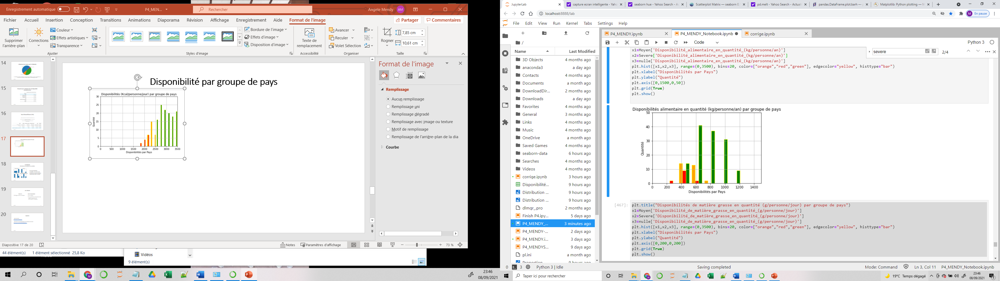 Enregistrement automatique
P4_MEN...
Rechercher
Angele Mendy
AM
Fichier Accueil Insertion Conception Transitions Animations Diaporama Révision Affichage Enregistrement Aide Format de l'image
Partager
Commentaires
Supprimer l'arrière-plan
Corrections
Couleur
Effets artistiques
Transparence
Ajuster
Styles d'image
Bordure de l'image
Effets d'image
Disposition d'image
Texte de remplacement
Accessibilité
Avancer
Reculer
Volet Sélection
Organiser
Rogner
7,85 cm
10,61 cm
Taille
14
15
16
17
18
19
20
Disponibilité par groupe de pays
Disponibilités (Kcal/personne/jour) par groupe de pays
30
25
20
15
10
5
0
Quantité
0 500 1000 1500 2000 2500 3000 3500
Disponibilités par Pays
Format de l'image
Remplissage
Aucun remplissage
Remplissage uni
Remplissage dégradé
Remplissage avec image ou texture
Motif de remplissage
Remplissage de l'arrière-plan de la dia
Courbe
Diapositive 17 de 20
Notes
Paramètres d'affichage
73 %
44 élément(s) 1 élément sélectionné 25,8 Ko
Vidéos
9 élément(s)
23:46
08/09/2021
JupyterLab
capture ecran intelligente - Yaho
seaborn hue - Yahoo Search - Ac
Scatterplot Matrix — seaborn 0.
pd.melt - Yahoo Search - Actuali
pandas.DataFrame.plot.barh — p
Matplotlib: Python plotting — M
localhost:8888/lab
M En pause
File Edit View Run Kernel Tabs Settings Help
/
Name Last Modified
3D Objects 4 months ago
anaconda3 a day ago
Contacts 4 months ago
Documents a month ago
DownloadDir... 2 months ago
Downloads a day ago
Favorites 4 months ago
General 3 months ago
Links 4 months ago
Music 4 months ago
OneDrive a month ago
Saved Games 4 months ago
seaborn-data 6 hours ago
Searches 4 months ago
Videos 4 months ago
corrige.ipynb 3 hours ago
Disponibilité... 9 hours ago
Distribution ... 9 hours ago
Distribution ... 9 hours ago
dlmgr_.pro 2 months ago
Finish P4.ipy... 5 days ago
P4_MENDY_... 3 minutes ago
P4_MENDY-... 2 days ago
P4_MENDY.i... 3 days ago
P4_MENDYS... 9 days ago
pl.ini a month ago
Proportion 9 hours ago
P4_MENDY.ipynb
P4_MENDY_Notebook.ipynb
corrige.ipynb
Code
Python 3
severe
2/4
x1=Moyen['Disponibilité_alimentaire_en_quantité_(kg/personne/an)']
x2=Severe['Disponibilité_alimentaire_en_quantité_(kg/personne/an)']
x3=nulle['Disponibilité_alimentaire_en_quantité_(kg/personne/an)']
plt.hist([x1,x2,x3], range=(0,3500), bins=20, color=["orange","red","green"], edgecolor="yellow", histtype="bar")
plt.xlabel("Disponibilités par Pays")
plt.ylabel("Quantité")
plt.axis([0,1500,0,50])
plt.grid(True)
plt.show()
Disponibilités alimentaire en quantité (kg/personne/an) par groupe de pays
50
40
30
20
10
0
Quantité
0 200 400 600 800 1000 1200 1400
Disponibilités par Pays
[467]:
plt.title("Disponibilités de matière grasse en quantité (g/personne/jour) par groupe de pays")
x1=Moyen['Disponibilité_de_matière_grasse_en_quantité_(g/personne/jour)']
x2=Severe['Disponibilité_de_matière_grasse_en_quantité_(g/personne/jour)']
x3=nulle['Disponibilité_de_matière_grasse_en_quantité_(g/personne/jour)']
plt.hist([x1,x2,x3], range=(0,3500), bins=20, color=["orange","red","green"], edgecolor="yellow", histtype="bar")
plt.xlabel("Disponibilités par Pays")
plt.ylabel("Quantité")
plt.axis([0,200,0,200])
plt.grid(True)
plt.show()
0
3
Python 3 | Idle
Saving completed
Mode: Command
Ln 3, Col 11
P4_MENDY_Notebook.ipynb
Taper ici pour rechercher
19°C Temps dégagé
23:46
08/09/2021